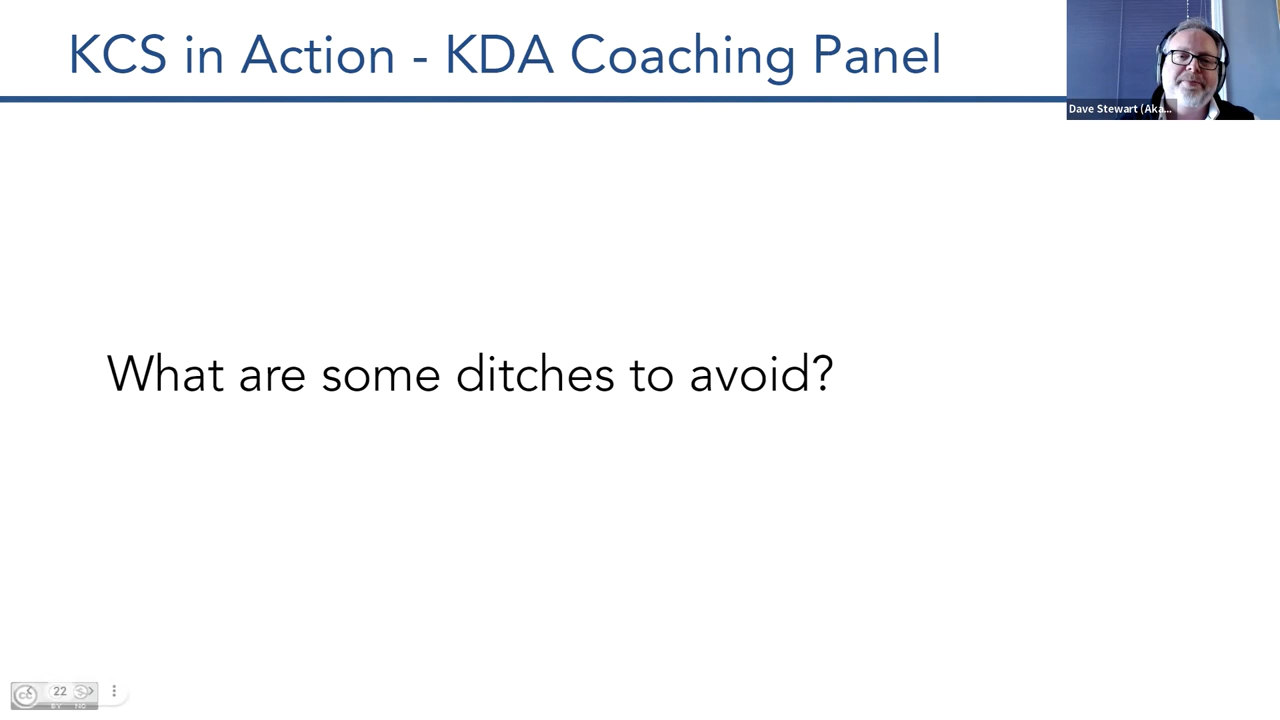 KCS in Action - KDA Coaching Panel
Dave Stewart (Aka...
What are some ditches to avoid?
22